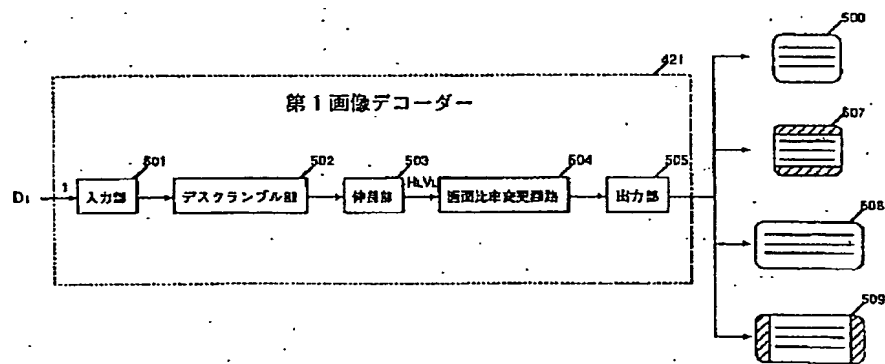 500
421
第1画像デコーダー
507
501
502
503
504
505
D1
1
入力部
デスクランブル部
伸長部
HLVL
画面比率変更回路
出力部
508
509